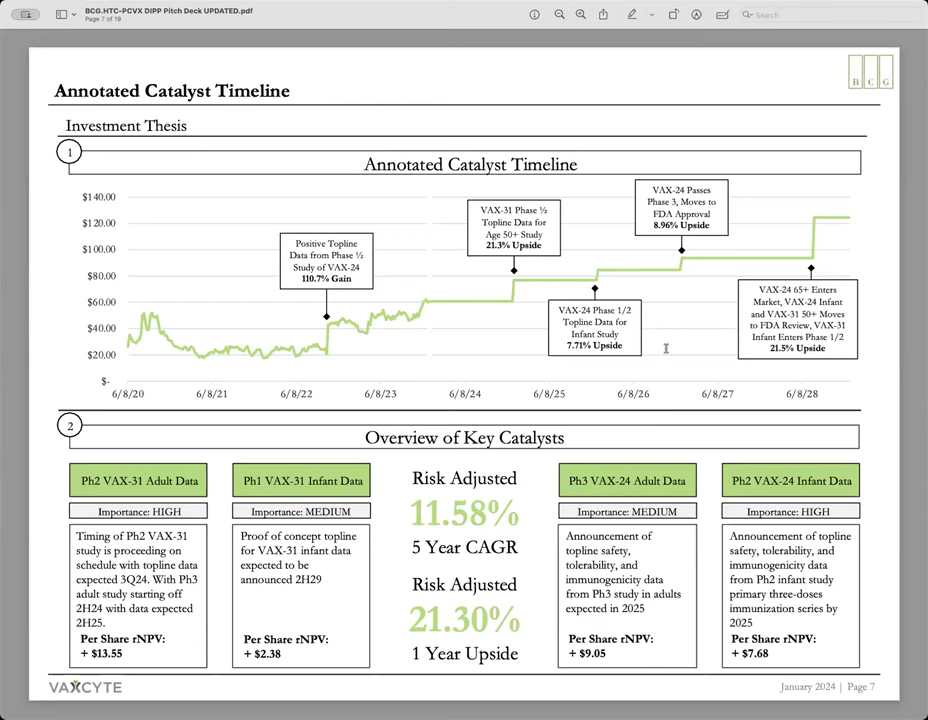 BCG.HTC-PCVX DIPP Pitch Deck UPDATED.pdf
Page 7 of 19
Search
Annotated Catalyst Timeline
B C G
Investment Thesis
1
Annotated Catalyst Timeline
$140.00
$120.00
$100.00
$80.00
$60.00
$40.00
$20.00
$-
6/8/20
6/8/21
6/8/22
6/8/23
6/8/24
6/8/25
6/8/26
6/8/27
6/8/28
Positive Topline
Data from Phase ½
Study of VAX-24
110.7% Gain
VAX-31 Phase ½
Topline Data for
Age 50+ Study
21.3% Upside
VAX-24 Phase 1/2
Topline Data for
Infant Study
7.71% Upside
VAX-24 Passes
Phase 3, Moves to
FDA Approval
8.96% Upside
VAX-24 65+ Enters
Market, VAX-24 Infant
and VAX-31 50+ Moves
to FDA Review, VAX-31
Infant Enters Phase 1/2
21.5% Upside
2
Overview of Key Catalysts
Ph2 VAX-31 Adult Data
Importance: HIGH
Timing of Ph2 VAX-31
study is proceeding on
schedule with topline data
expected 3Q24. With Ph3
adult study starting off
2H24 with data expected
2H25.
Per Share rNPV:
+ $13.55
Ph1 VAX-31 Infant Data
Importance: MEDIUM
Proof of concept topline
for VAX-31 infant data
expected to be
announced 2H29
Per Share rNPV:
+ $2.38
Risk Adjusted
11.58%
5 Year CAGR
Risk Adjusted
21.30%
1 Year Upside
Ph3 VAX-24 Adult Data
Importance: MEDIUM
Announcement of
topline safety,
tolerability, and
immunogenicity data
from Ph3 study in adults
expected in 2025
Per Share rNPV:
+ $9.05
Ph2 VAX-24 Infant Data
Importance: HIGH
Announcement of topline
safety, tolerability, and
immunogenicity data
from Ph2 infant study
primary three-doses
immunization series by
2025
Per Share rNPV:
+ $7.68
VAXCYTE
January 2024 | Page 7